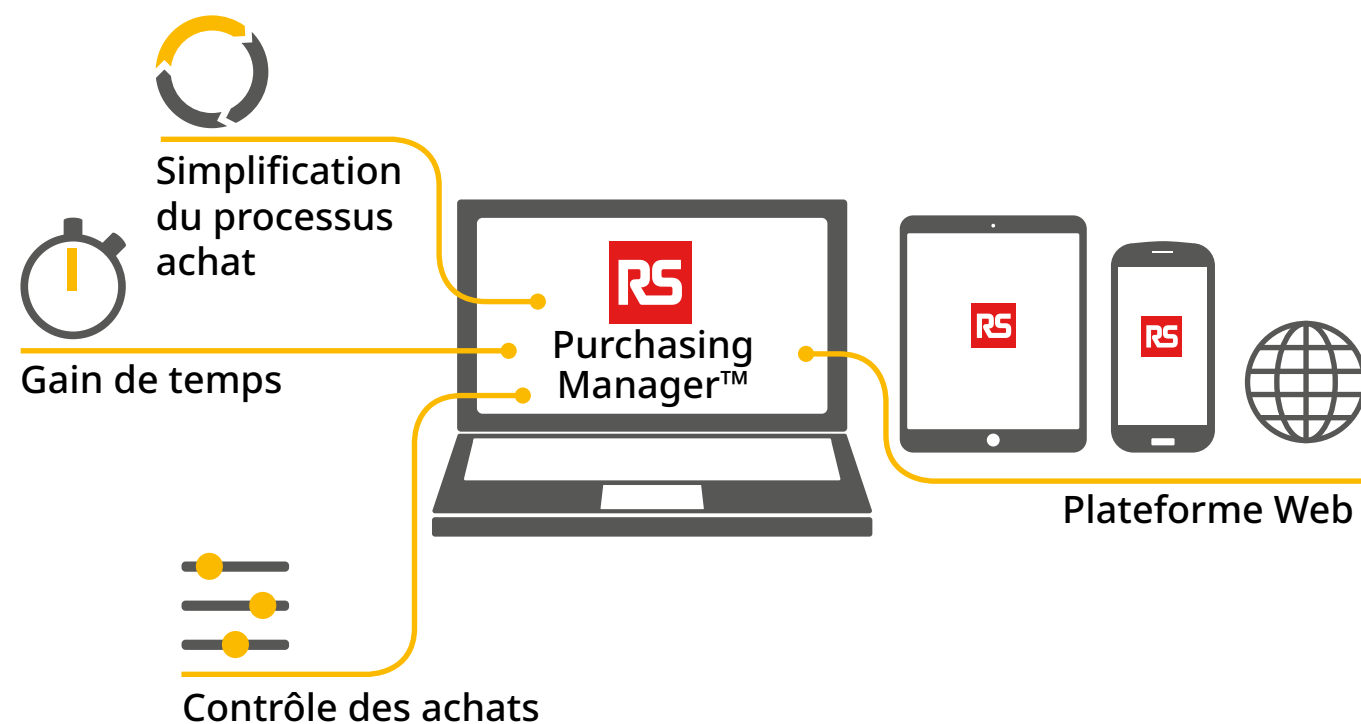 Simplification
du processus
achat
Gain de temps
RS
Purchasing
Manager™
RS
RS
Plateforme Web
Contrôle des achats